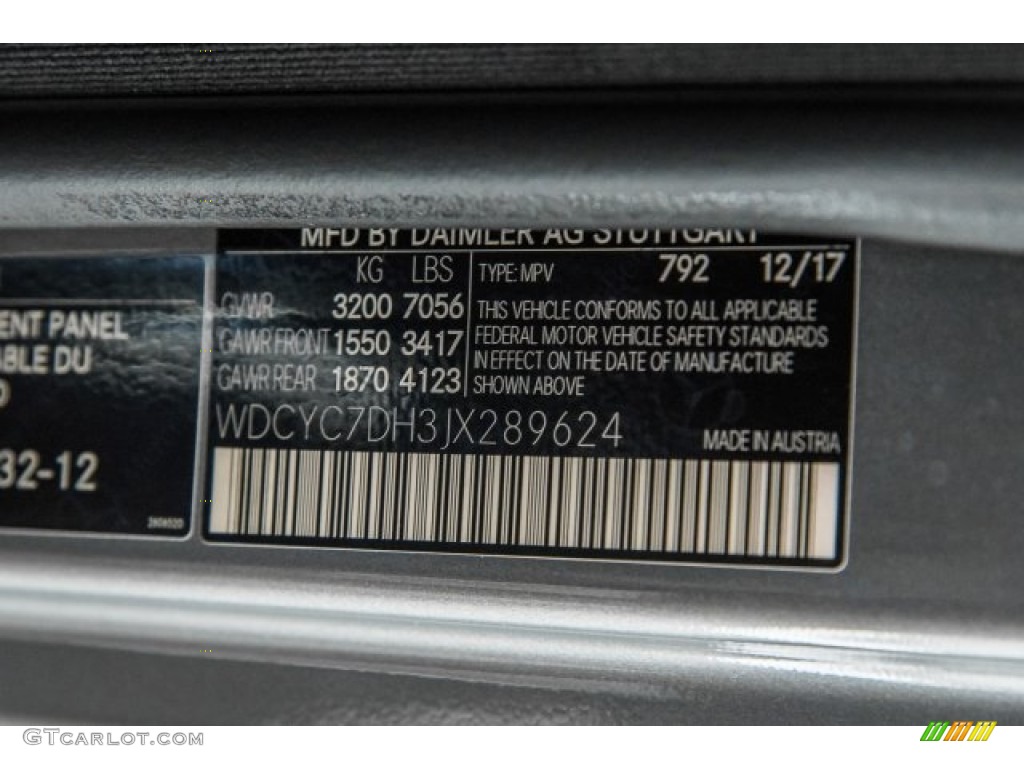 MFD BY DAIMLER AG STUTTGART
KG LBS TYPE: MPV 792 12/17
GVWR 3200 7056
GAWR FRONT 1550 3417
GAWR REAR 1870 4123
THIS VEHICLE CONFORMS TO ALL APPLICABLE
FEDERAL MOTOR VEHICLE SAFETY STANDARDS
IN EFFECT ON THE DATE OF MANUFACTURE
SHOWN ABOVE
WDCYC7DH3JX289624
MADE IN AUSTRIA
ENT PANEL
ABLE DU
32-12
GTCARLOT.COM